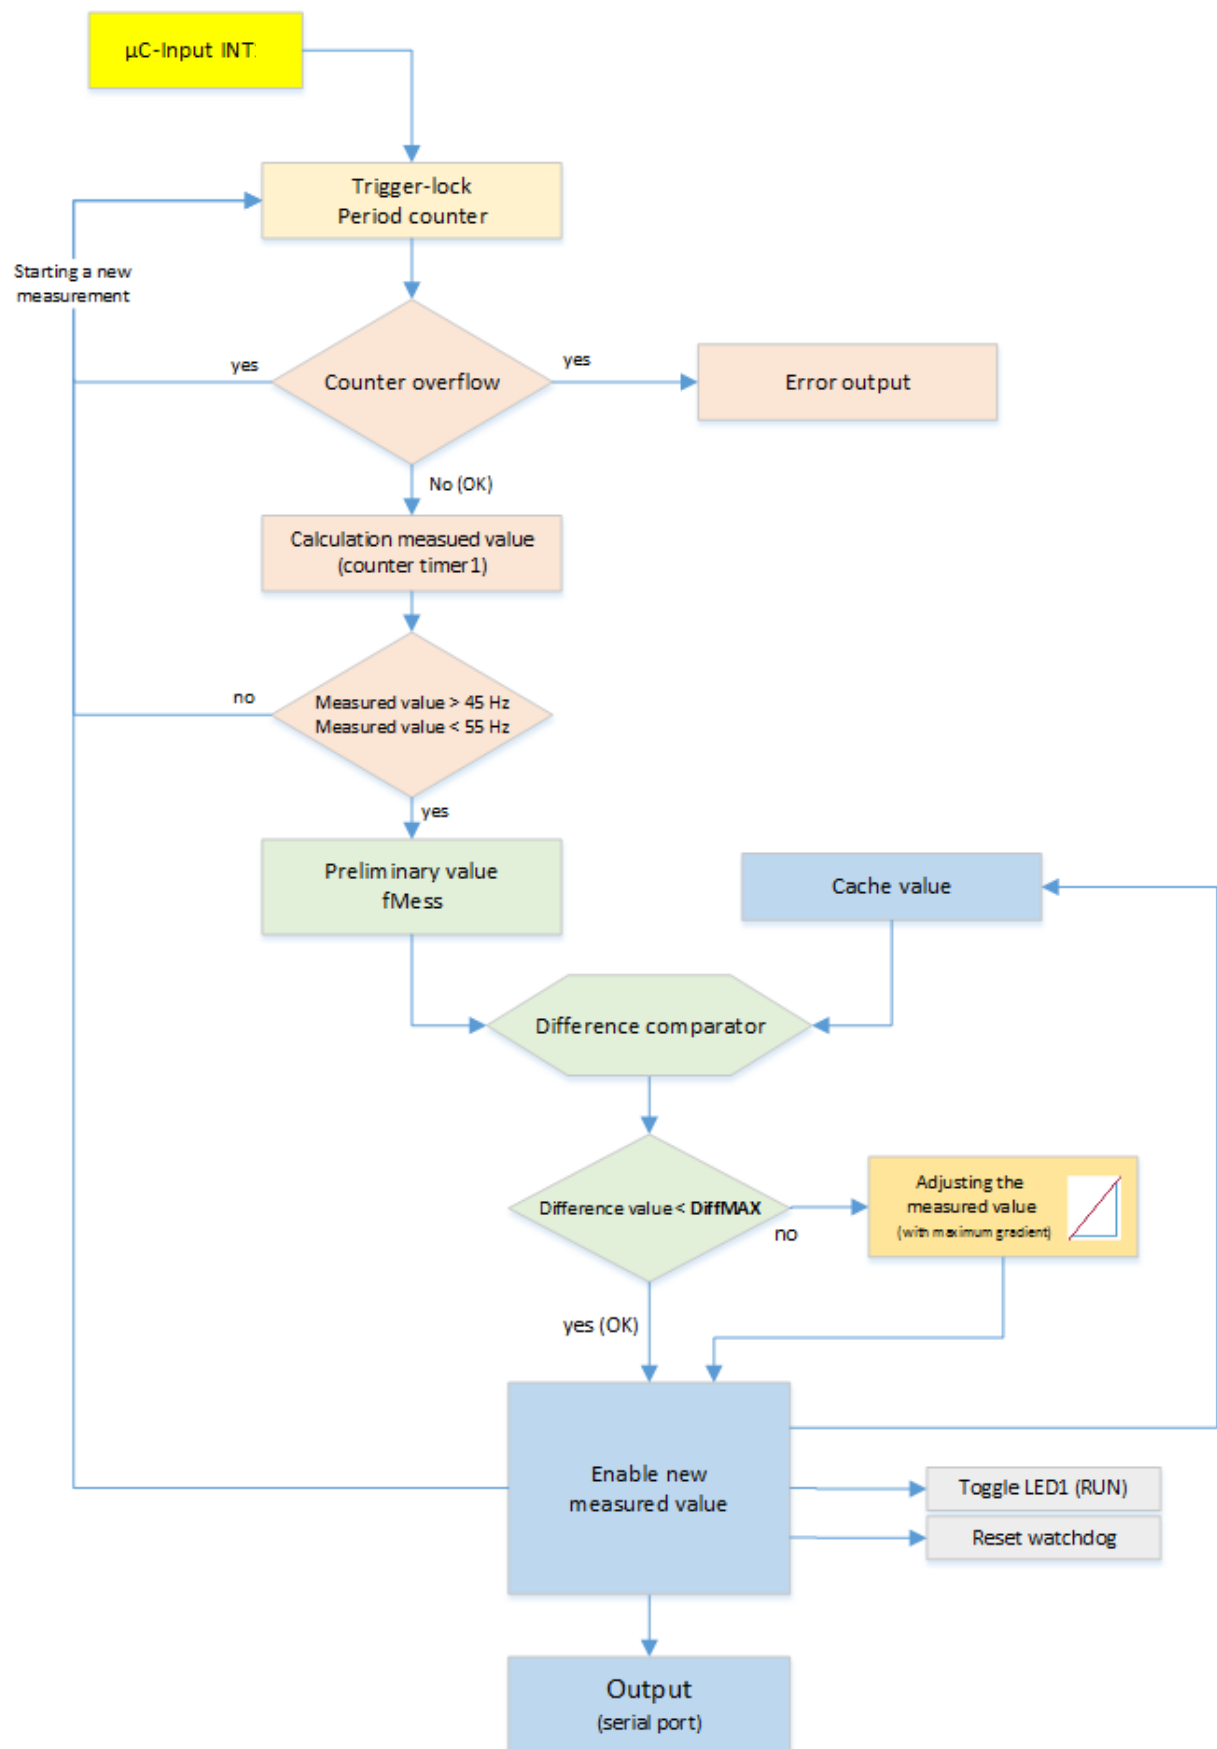 µC-Input INT
Trigger-lock
Period counter
Starting a new
measurement
yes
Counter overflow
yes
Error output
No (OK)
Calculation measued value
(counter timer1)
no
Measured value > 45 Hz
Measured value < 55 Hz
yes
Preliminary value
fMess
Cache value
Difference comparator
Difference value < DiffMAX
no
Adjusting the
measured value
(with maximum gradient)
yes (OK)
Enable new
measured value
Toggle LED1 (RUN)
Reset watchdog
Output
(serial port)